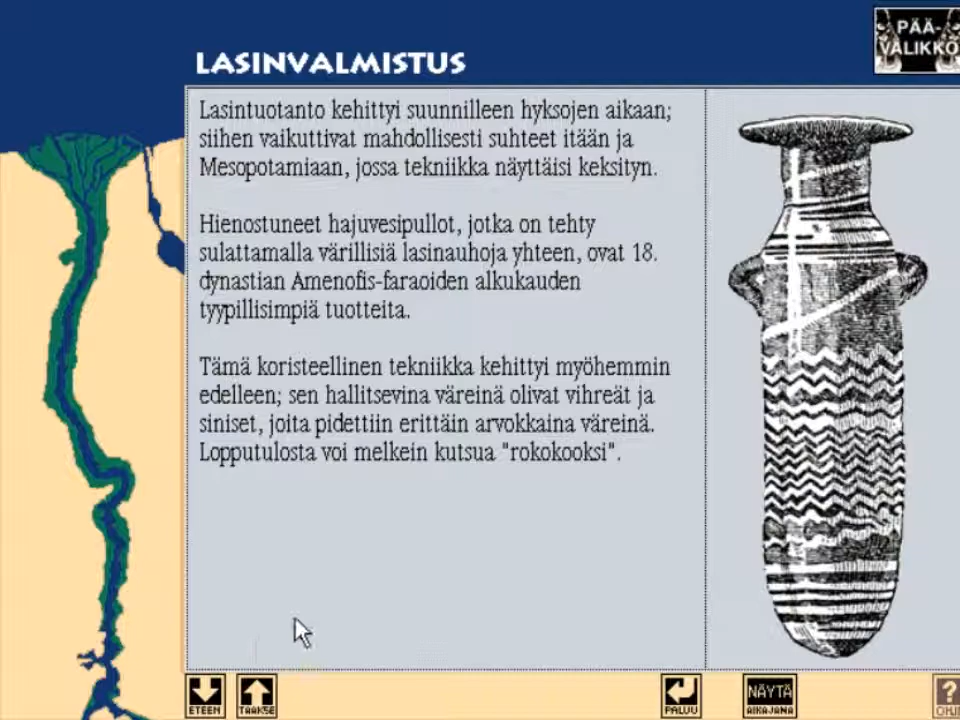 PÄÄ-
VALIKKO
LASINVALMISTUS
Lasintuotanto kehittyi suunnilleen hyksojen aikaan;
siihen vaikuttivat mahdollisesti suhteet itään ja
Mesopotamiaan, jossa tekniikka näyttäisi keksityn.
Hienostuneet hajuvesipullot, jotka on tehty
sulattamalla värillisiä lasinauhoja yhteen, ovat 18.
dynastian Amenofis-faraoiden alkukauden
tyypillisimpiä tuotteita.
Tämä koristeellinen tekniikka kehittyi myöhemmin
edelleen; sen hallitsevina väreinä olivat vihreät ja
siniset, joita pidettiin erittäin arvokkaina väreinä.
Lopputulosta voi melkein kutsua "rokokooksi".
ETEEN
TAAKSE
PALUU
NÄYTÄ
AIKAJANA
?